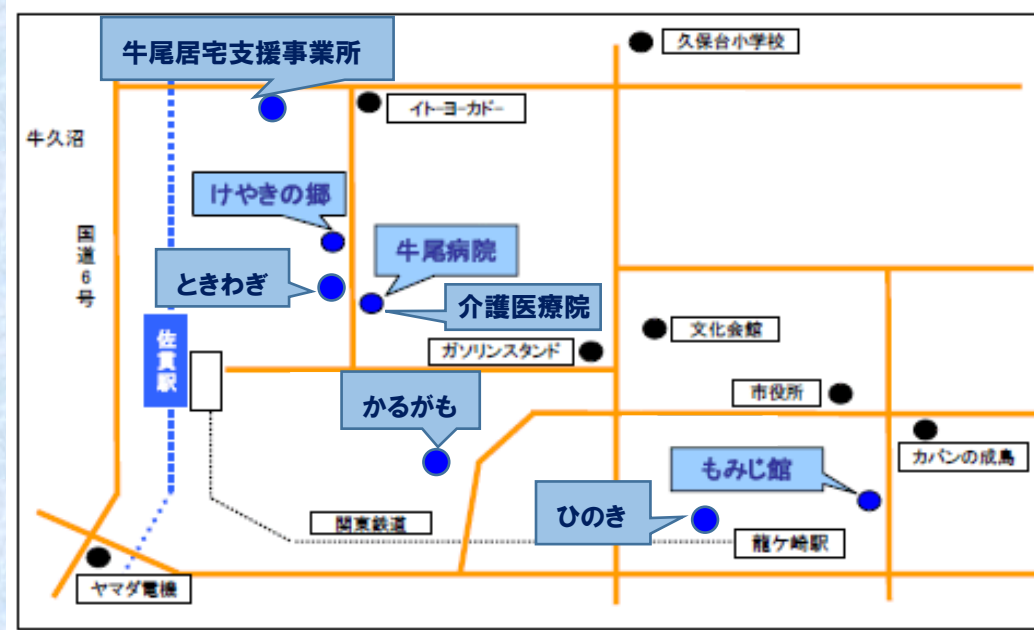 牛尾居宅支援事業所
久保台小学校
イトーヨーカドー
牛久沼
けやきの郷
国道6号
牛尾病院
ときわぎ
介護医療院
佐貫駅
文化会館
ガソリンスタンド
市役所
かるがも
カバンの成島
もみじ館
ひのき
関東鉄道
龍ケ崎駅
ヤマダ電機